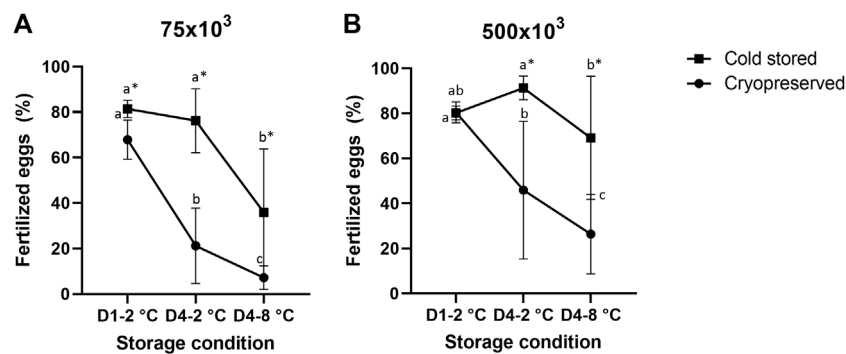 A
75x10³
Fertilized eggs (%)
100
80
60
40
20
0
a*
a
a*
b
b*
c
D1-2 °C D4-2 °C D4-8 °C
Storage condition
B
500x10³
Fertilized eggs (%)
100
80
60
40
20
0
ab
a
a*
b
b*
c
D1-2 °C D4-2 °C D4-8 °C
Storage condition
Cold stored
Cryopreserved